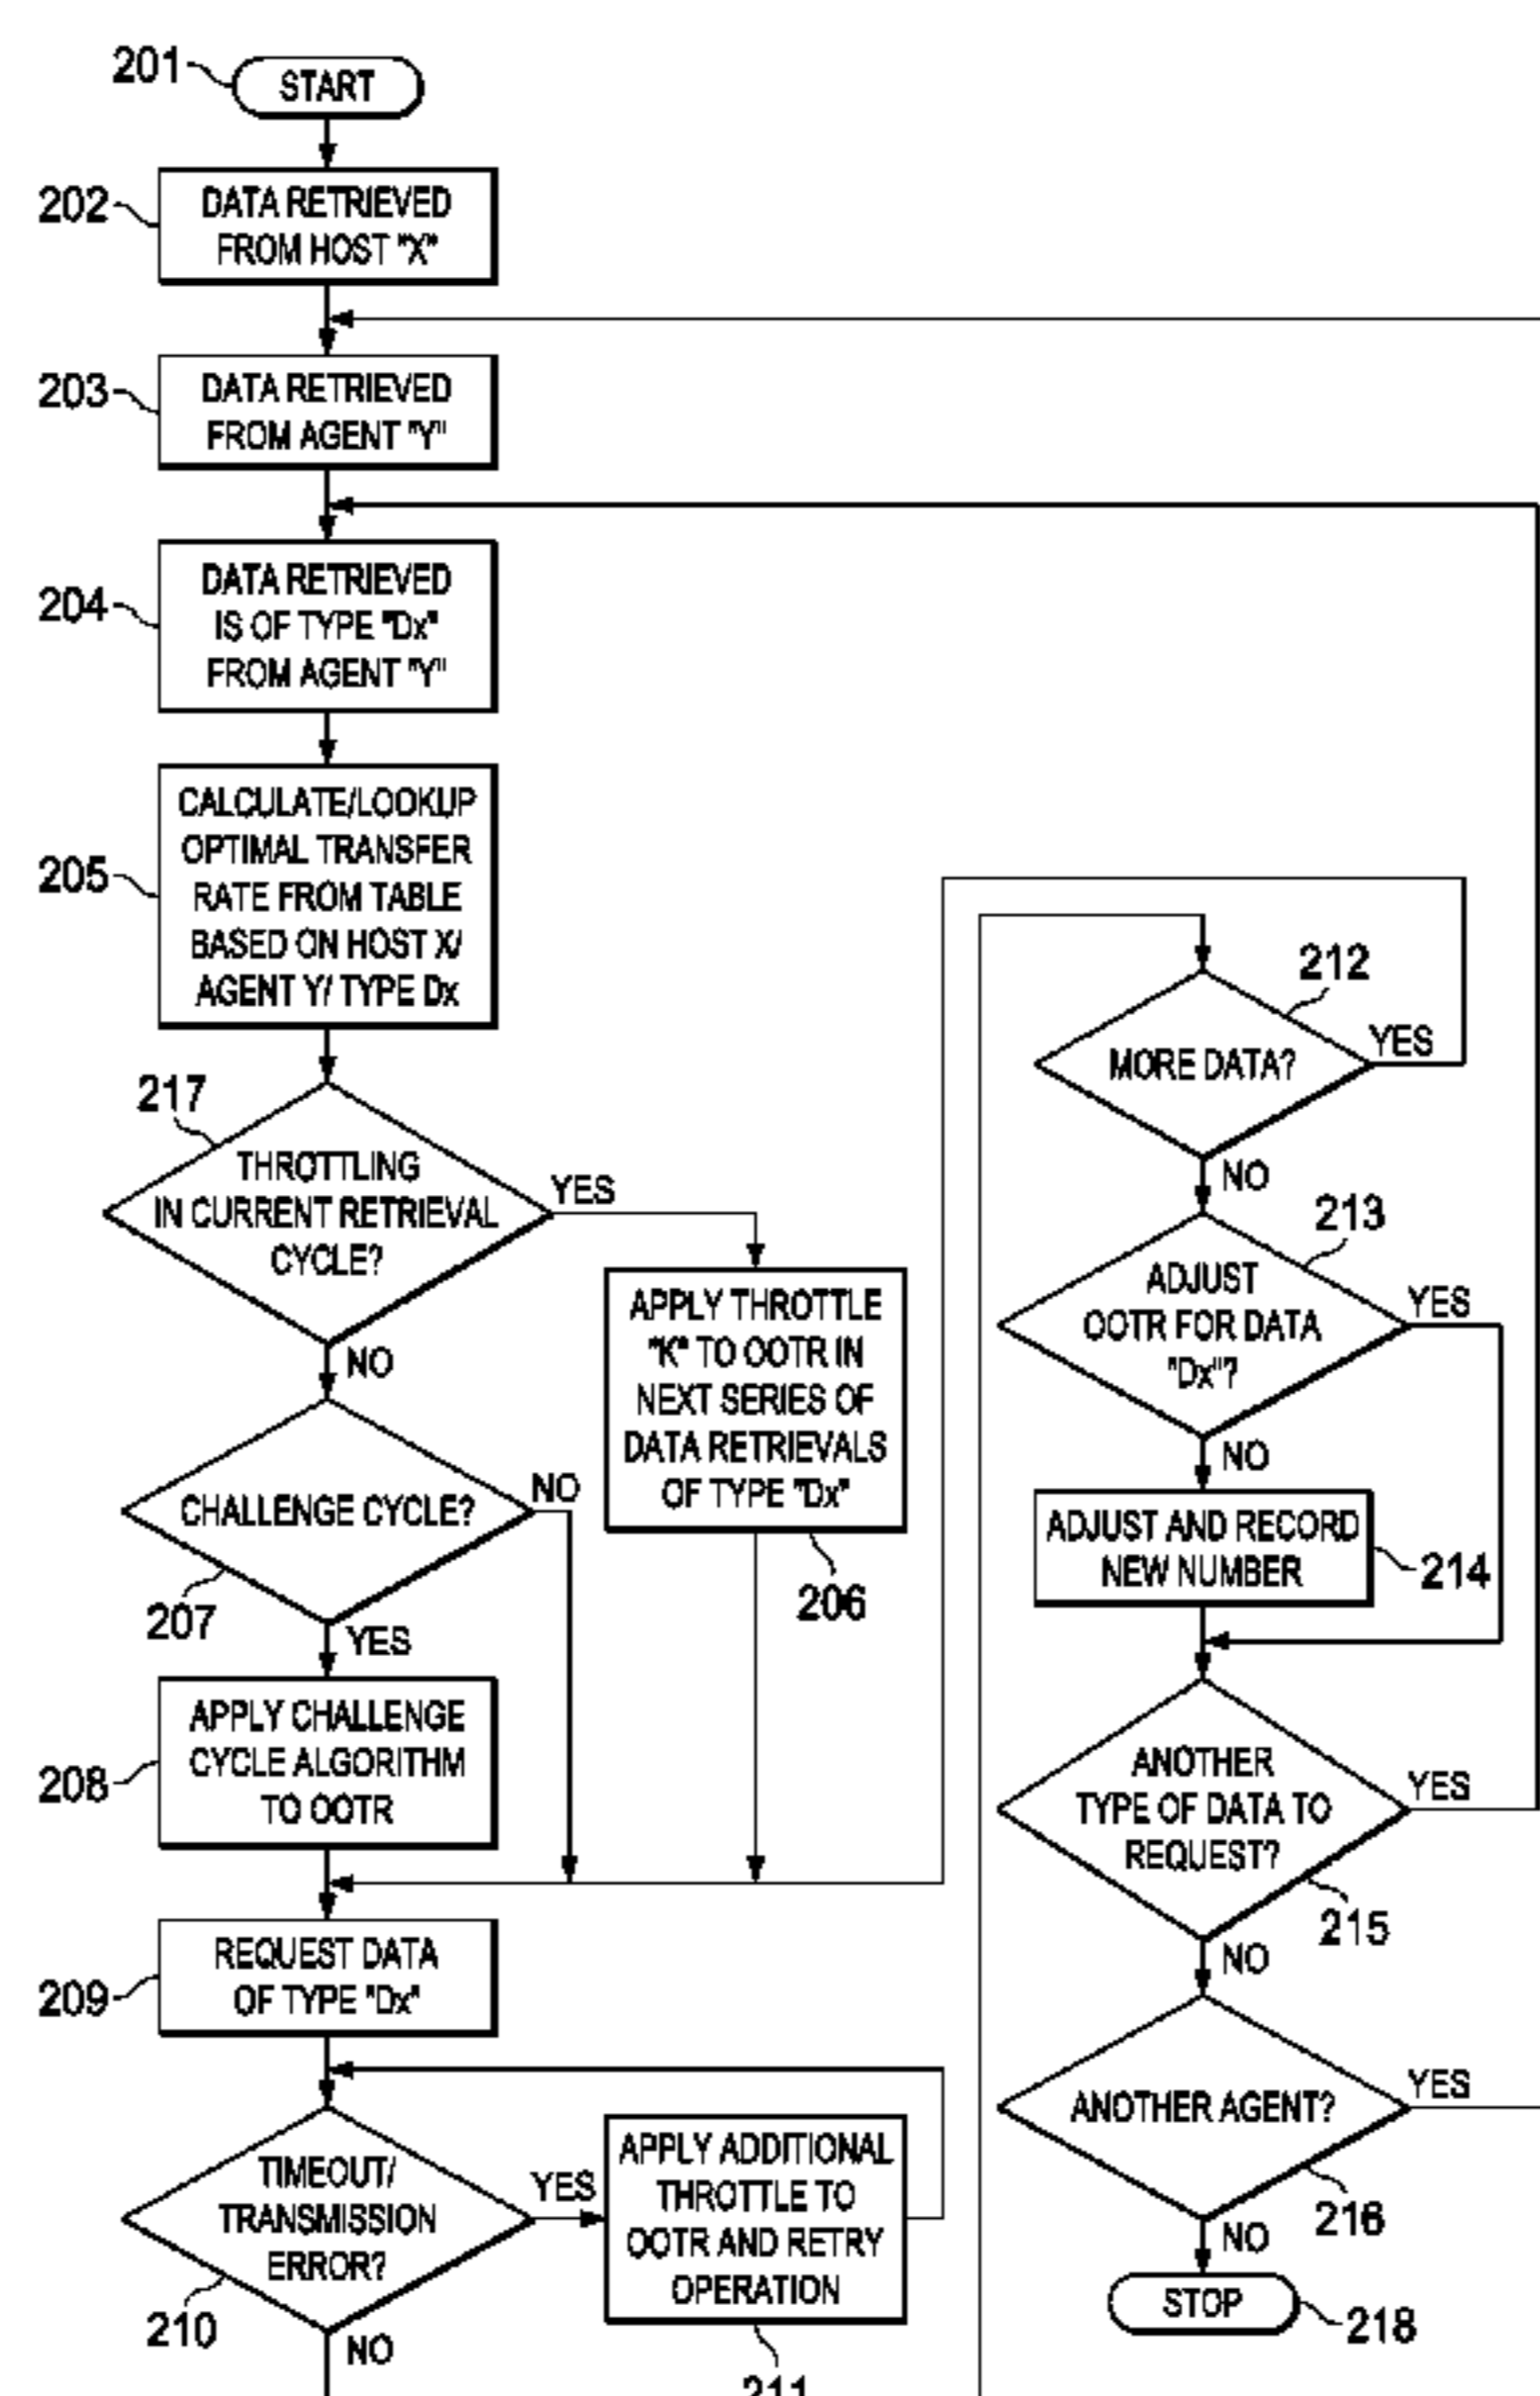 201
START
202
DATA RETRIEVED
FROM HOST "X"
203
DATA RETRIEVED
FROM AGENT "Y"
204
DATA RETRIEVED
IS OF TYPE "Dx"
FROM AGENT "Y"
205
CALCULATE/LOOKUP
OPTIMAL TRANSFER
RATE FROM TABLE
BASED ON HOST X/
AGENT Y/ TYPE Dx
217
THROTTLING
IN CURRENT RETRIEVAL
CYCLE?
YES
NO
APPLY THROTTLE
"K" TO OOTR IN
NEXT SERIES OF
DATA RETRIEVALS
OF TYPE "Dx"
206
CHALLENGE CYCLE?
NO
207
YES
208
APPLY CHALLENGE
CYCLE ALGORITHM
TO OOTR
209
REQUEST DATA
OF TYPE "Dx"
TIMEOUT/
TRANSMISSION
ERROR?
YES
210
NO
APPLY ADDITIONAL
THROTTLE TO
OOTR AND RETRY
OPERATION
211
212
MORE DATA?
YES
NO
213
ADJUST
OOTR FOR DATA
"Dx"?
YES
NO
ADJUST AND RECORD
NEW NUMBER
214
ANOTHER
TYPE OF DATA TO
REQUEST?
YES
215
NO
ANOTHER AGENT?
YES
216
NO
STOP
218